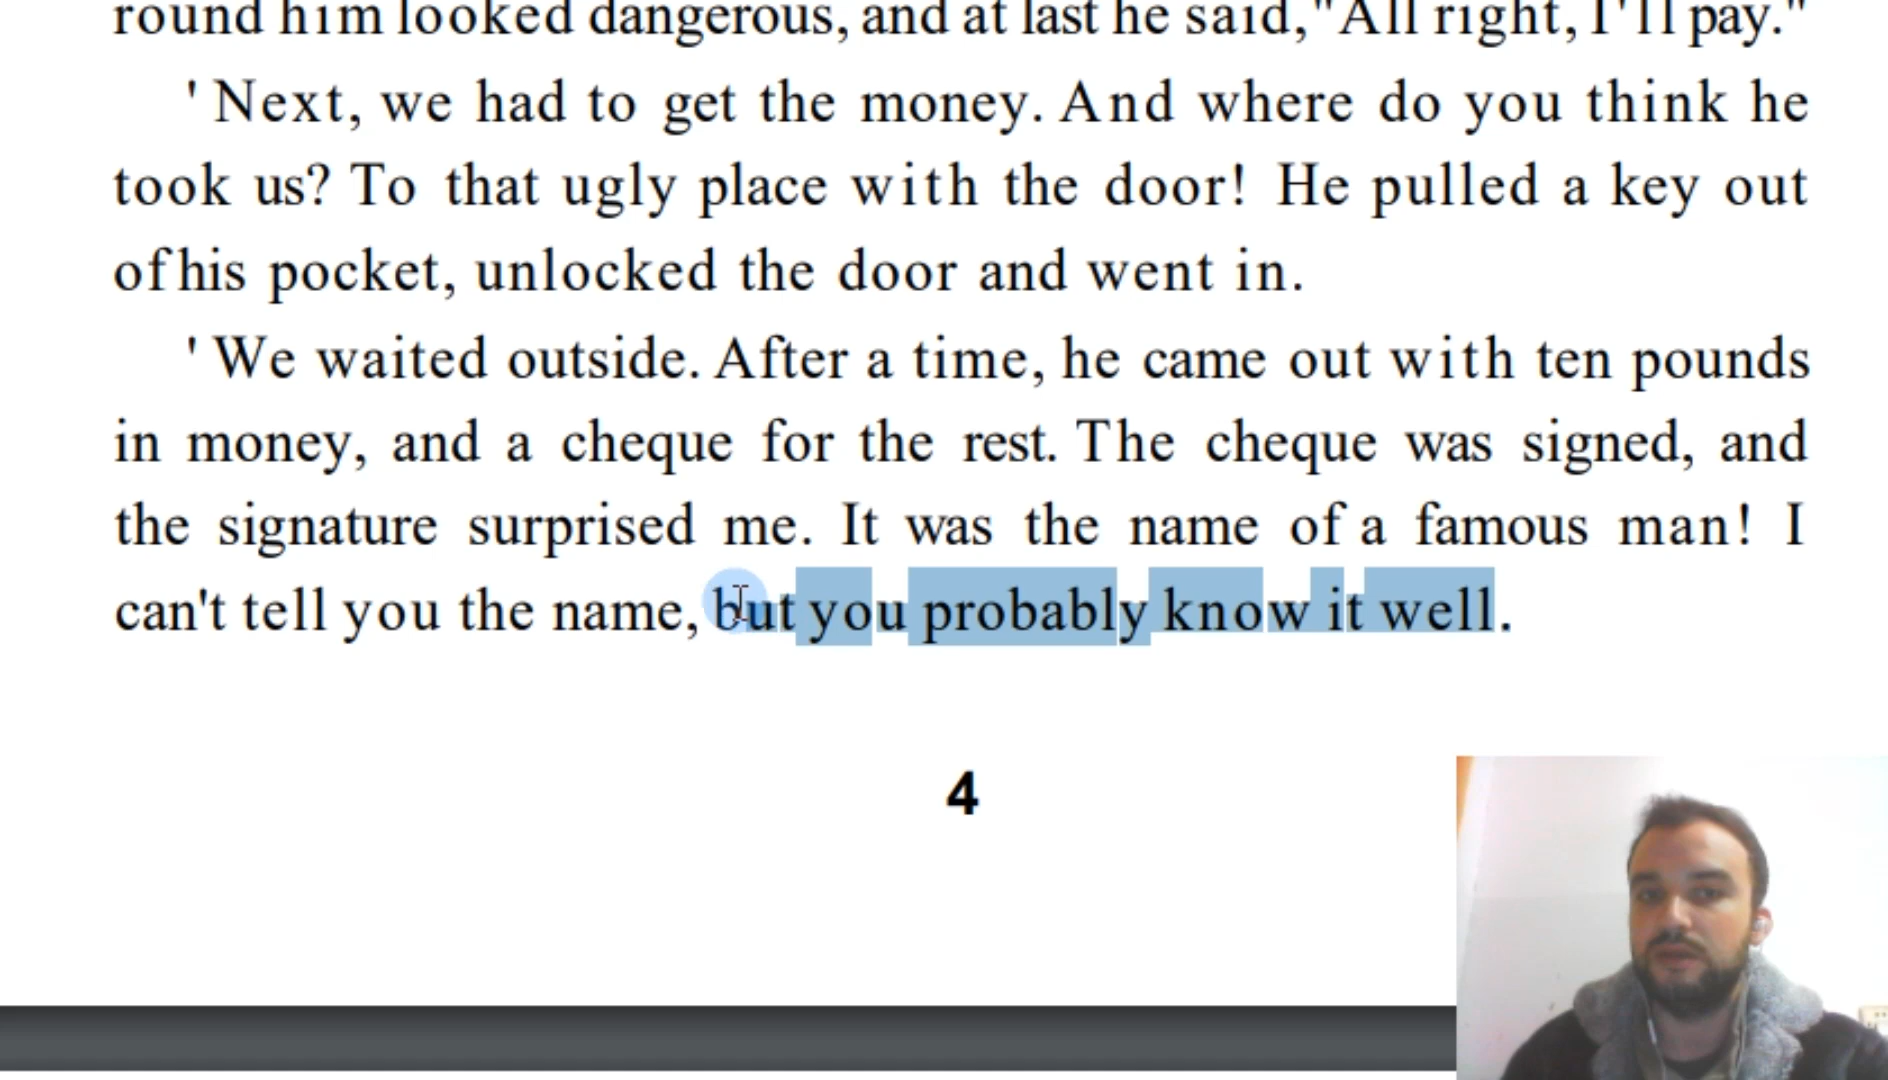 round him looked dangerous, and at last he said,"All right, I'll pay."
' Next, we had to get the money. And where do you think he
took us? To that ugly place with the door! He pulled a key out
of his pocket, unlocked the door and went in.
' We waited outside. After a time, he came out with ten pounds
in money, and a cheque for the rest. The cheque was signed, and
the signature surprised me. It was the name of a famous man! I
can't tell you the name, but you probably know it well.
4